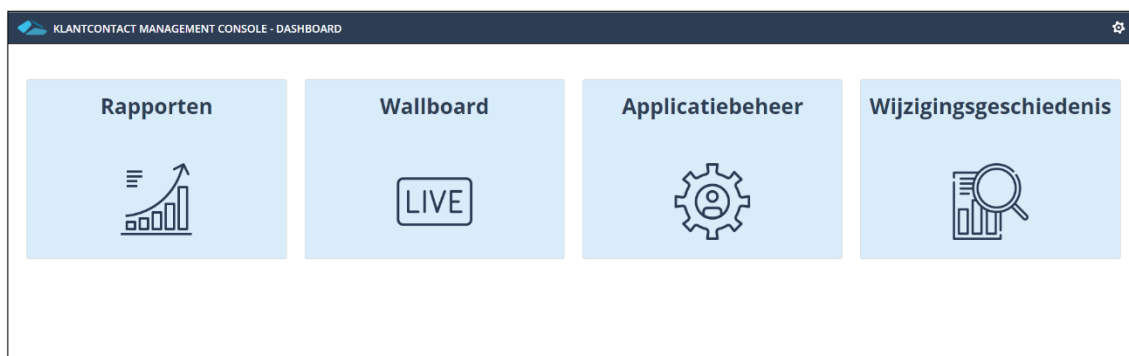 KLANTCONTACT MANAGEMENT CONSOLE - DASHBOARD
Rapporten
Wallboard
Applicatiebeheer
Wijzigingsgeschiedenis
LIVE